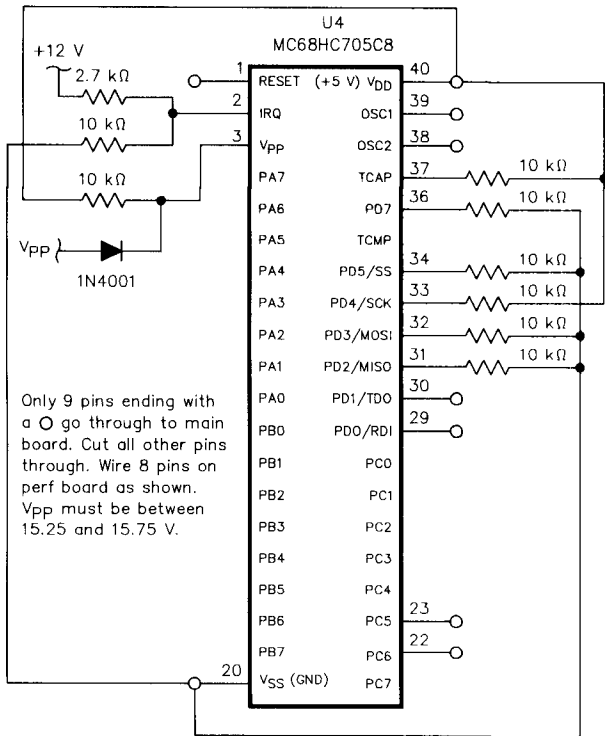 U4
MC68HC705C8
+12 V
2.7 kΩ
10 kΩ
10 kΩ
VPP
1N4001
1 RESET (+5 V) VDD 40
2 IRQ OSC1 39
3 VPP OSC2 38
PA7 TCAP 37 10 kΩ
PA6 PD7 36 10 kΩ
PA5 TCMP
PA4 PD5/SS 34 10 kΩ
PA3 PD4/SCK 33 10 kΩ
PA2 PD3/MOSI 32 10 kΩ
PA1 PD2/MISO 31 10 kΩ
PA0 PD1/TDO 30
PB0 PD0/RDI 29
PB1 PC0
PB2 PC1
PB3 PC2
PB4 PC3
PB5 PC4
PB6 PC5 23
PB7 PC6 22
20 VSS (GND) PC7
Only 9 pins ending with
a O go through to main
board. Cut all other pins
through. Wire 8 pins on
perf board as shown.
VPP must be between
15.25 and 15.75 V.